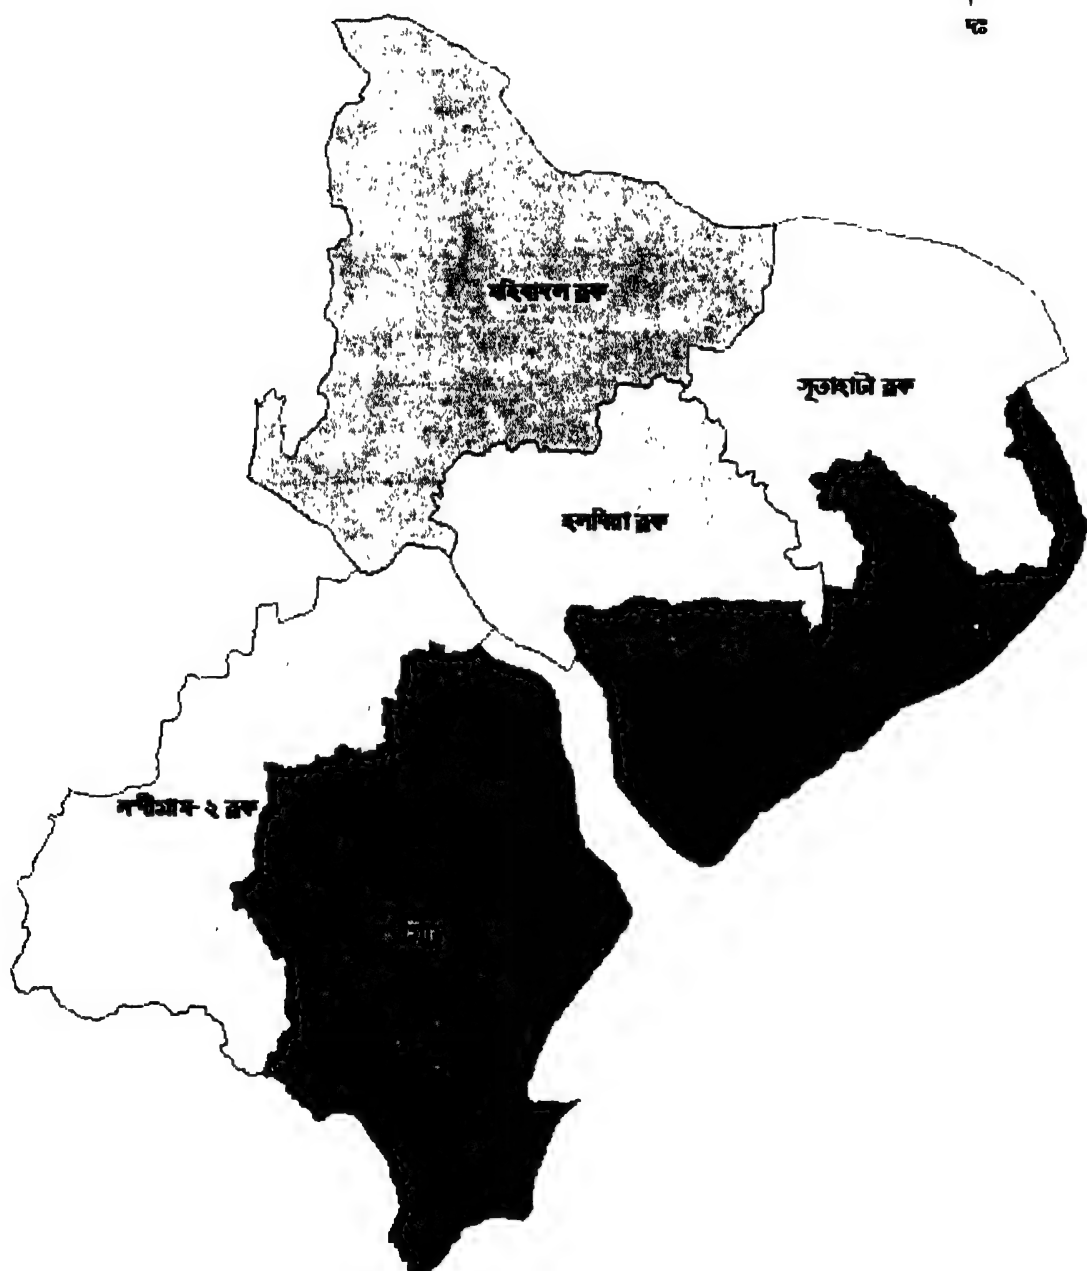 দঃ
মহিষাদল ব্লক
সূতাহাটা ব্লক
হলদিয়া ব্লক
নন্দীগ্রাম-২ ব্লক